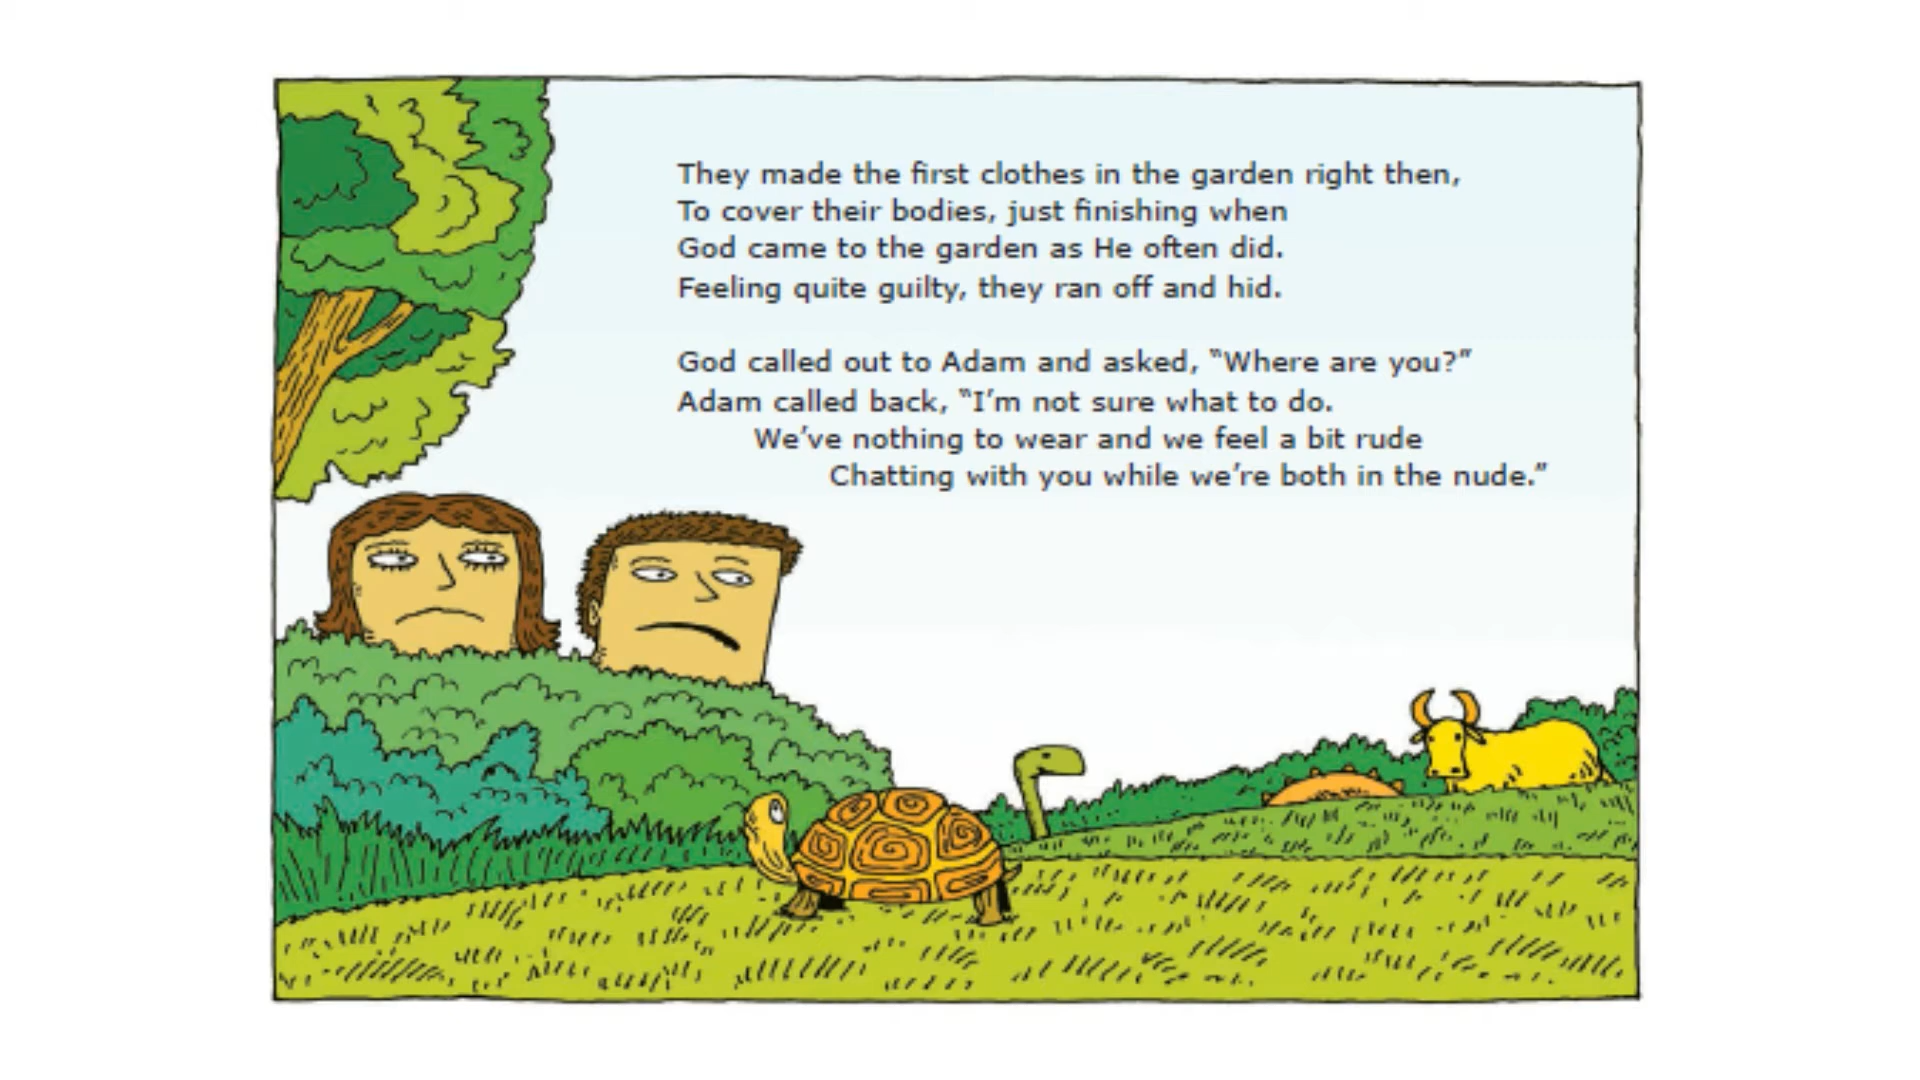 They made the first clothes in the garden right then,
To cover their bodies, just finishing when
God came to the garden as He often did.
Feeling quite guilty, they ran off and hid.
God called out to Adam and asked, “Where are you?”
Adam called back, “I’m not sure what to do.
We’ve nothing to wear and we feel a bit rude
Chatting with you while we’re both in the nude.”